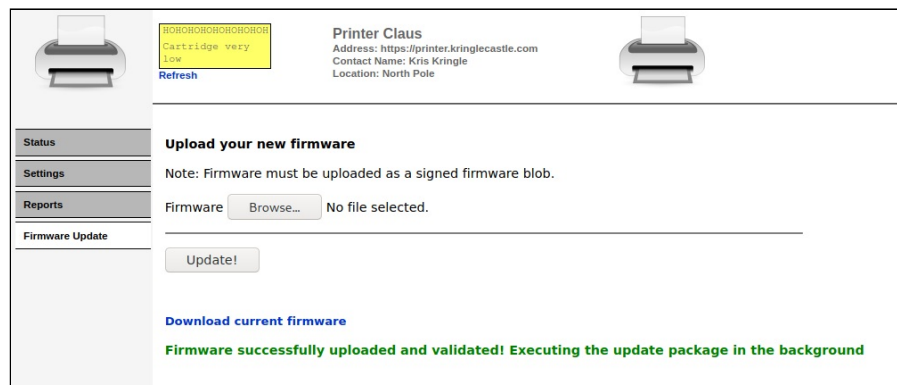 HOHOHOHOHOHOHOHOH
Cartridge very
low
Refresh
Printer Claus
Address: https://printer.kringlecastle.com
Contact Name: Kris Kringle
Location: North Pole
Status
Settings
Reports
Firmware Update
Upload your new firmware
Note: Firmware must be uploaded as a signed firmware blob.
Firmware Browse... No file selected.
Update!
Download current firmware
Firmware successfully uploaded and validated! Executing the update package in the background